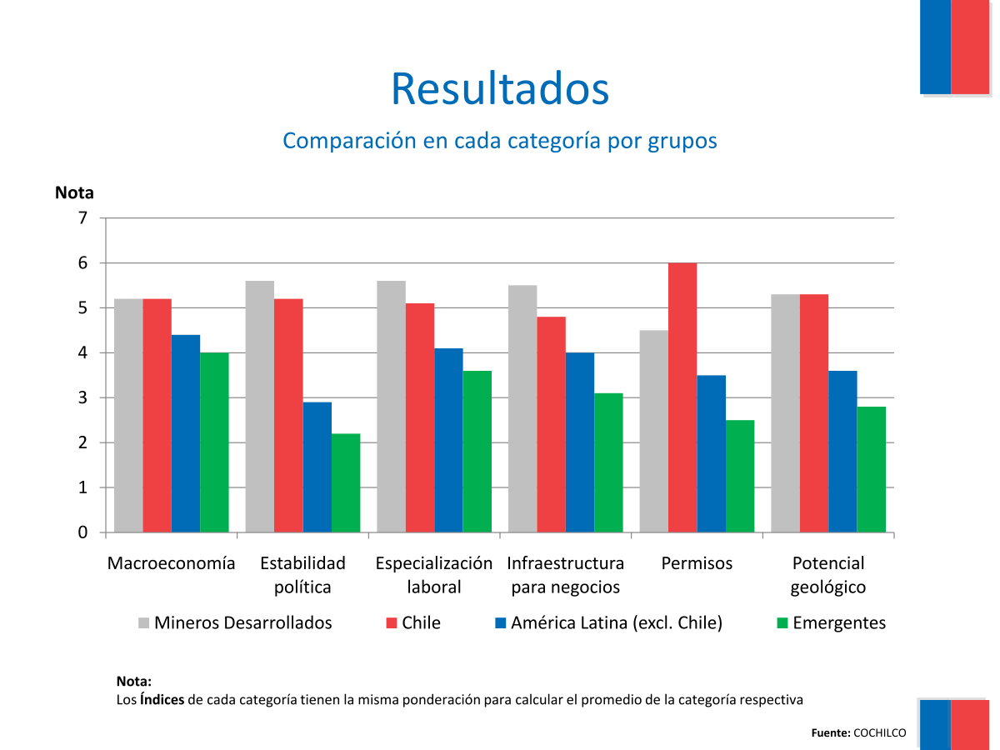 Resultados
Comparación en cada categoría por grupos
Nota
7
6
5
4
3
2
1
0
Macroeconomía Estabilidad Especialización Infraestructura Permisos Potencial
política laboral para negocios geológico
Mineros Desarrollados Chile América Latina (excl. Chile) Emergentes
Nota:
Los Índices de cada categoría tienen la misma ponderación para calcular el promedio de la categoría respectiva
Fuente: COCHILCO